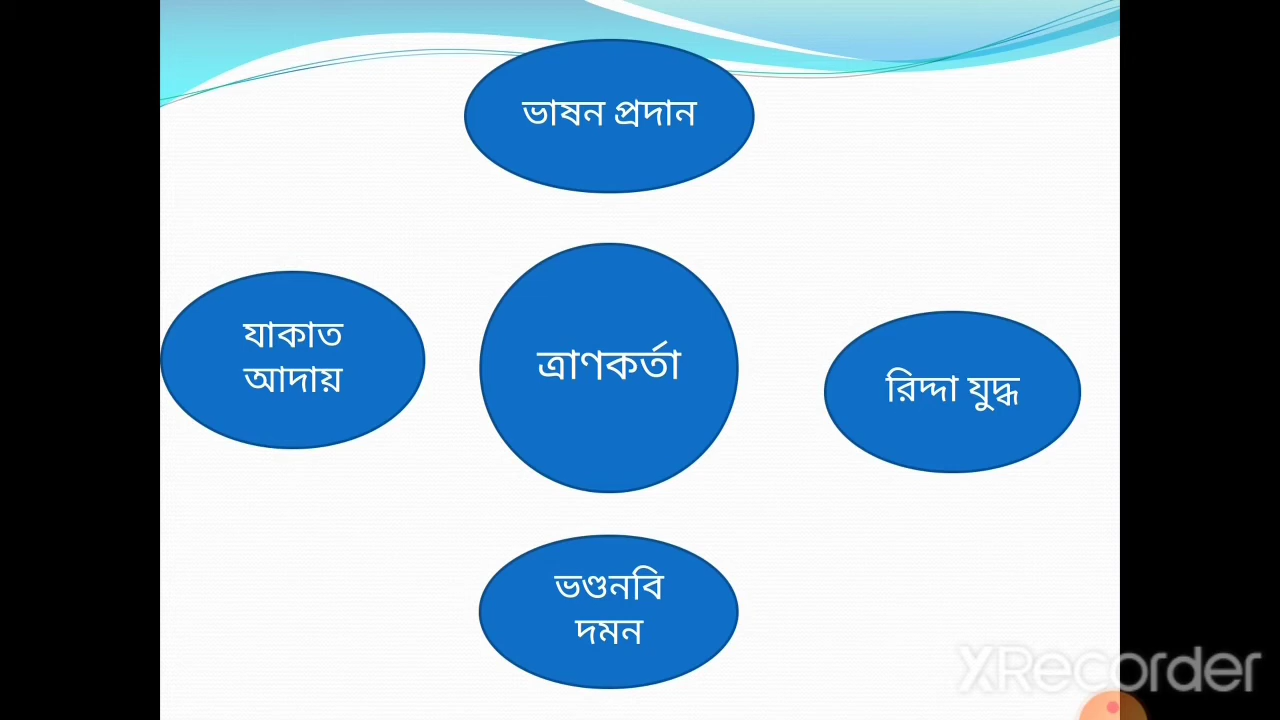 ভাষন প্রদান
যাকাত
আদায়
ত্রাণকর্তা
রিদ্দা যুদ্ধ
ভণ্ডনবি
দমন
XRecorder